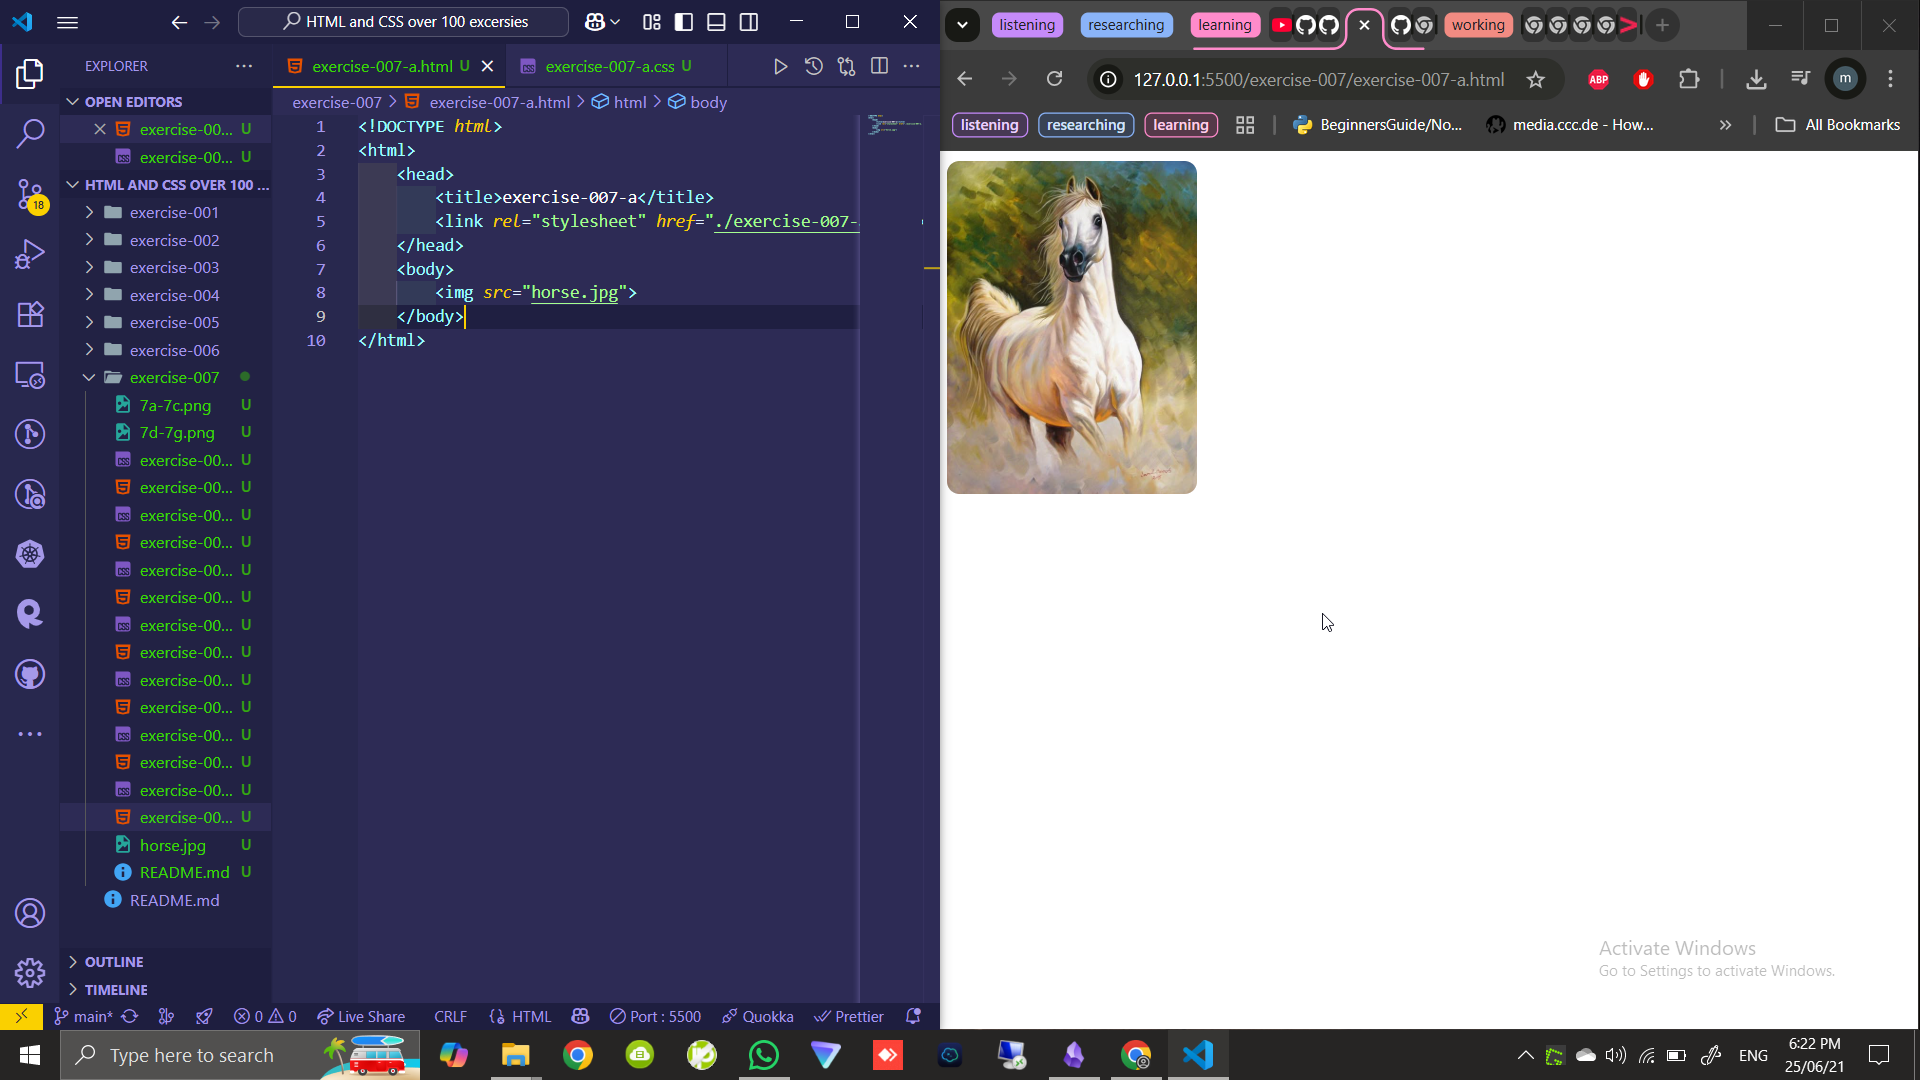 HTML and CSS over 100 excersies
EXPLORER
exercise-007-a.html U
exercise-007-a.css U
OPEN EDITORS
exercise-00... U
exercise-00... U
exercise-007 > exercise-007-a.html > html > body
HTML AND CSS OVER 100 ...
exercise-001
exercise-002
exercise-003
exercise-004
exercise-005
exercise-006
exercise-007
7a-7c.png U
7d-7g.png U
exercise-00... U
exercise-00... U
exercise-00... U
exercise-00... U
exercise-00... U
exercise-00... U
exercise-00... U
exercise-00... U
exercise-00... U
exercise-00... U
exercise-00... U
exercise-00... U
exercise-00... U
exercise-00... U
horse.jpg U
README.md U
README.md
OUTLINE
TIMELINE
18
1 <!DOCTYPE html>
2 <html>
3 <head>
4 <title>exercise-007-a</title>
5 <link rel="stylesheet" href="./exercise-007-
6 </head>
7 <body>
8 <img src="horse.jpg">
9 </body>
10 </html>
main* 0 0 Live Share CRLF HTML Port : 5500 Quokka Prettier
listening researching learning working
127.0.0.1:5500/exercise-007/exercise-007-a.html
ABP
m
listening researching learning BeginnersGuide/No... media.ccc.de - How... » All Bookmarks
Activate Windows
Go to Settings to activate Windows.
Type here to search
ENG
6:22 PM
25/06/21